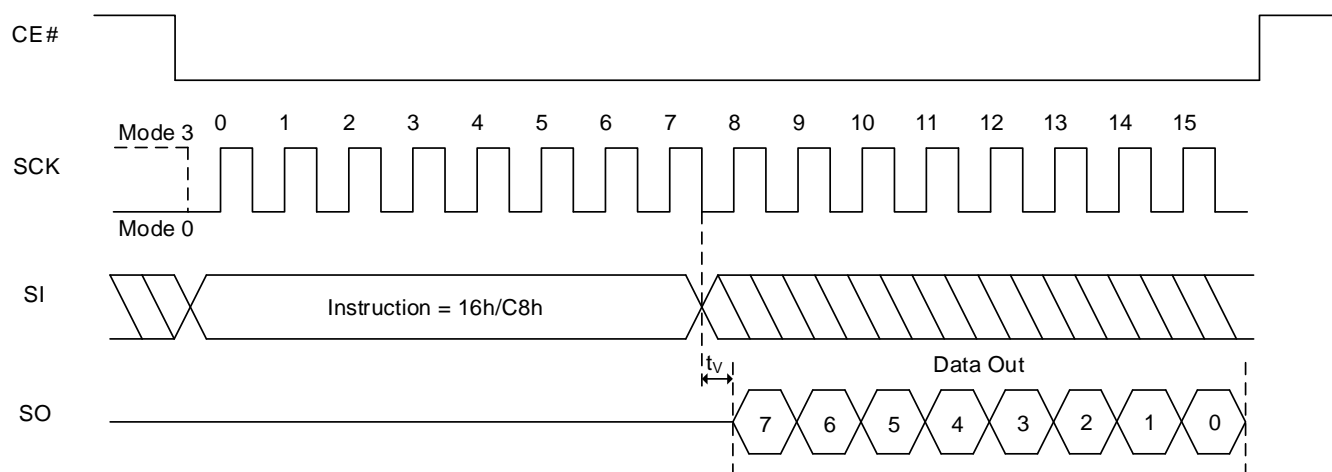 CE#
Mode 3
0 1 2 3 4 5 6 7 8 9 10 11 12 13 14 15
SCK
Mode 0
SI
Instruction = 16h/C8h
tV
Data Out
SO
7 6 5 4 3 2 1 0